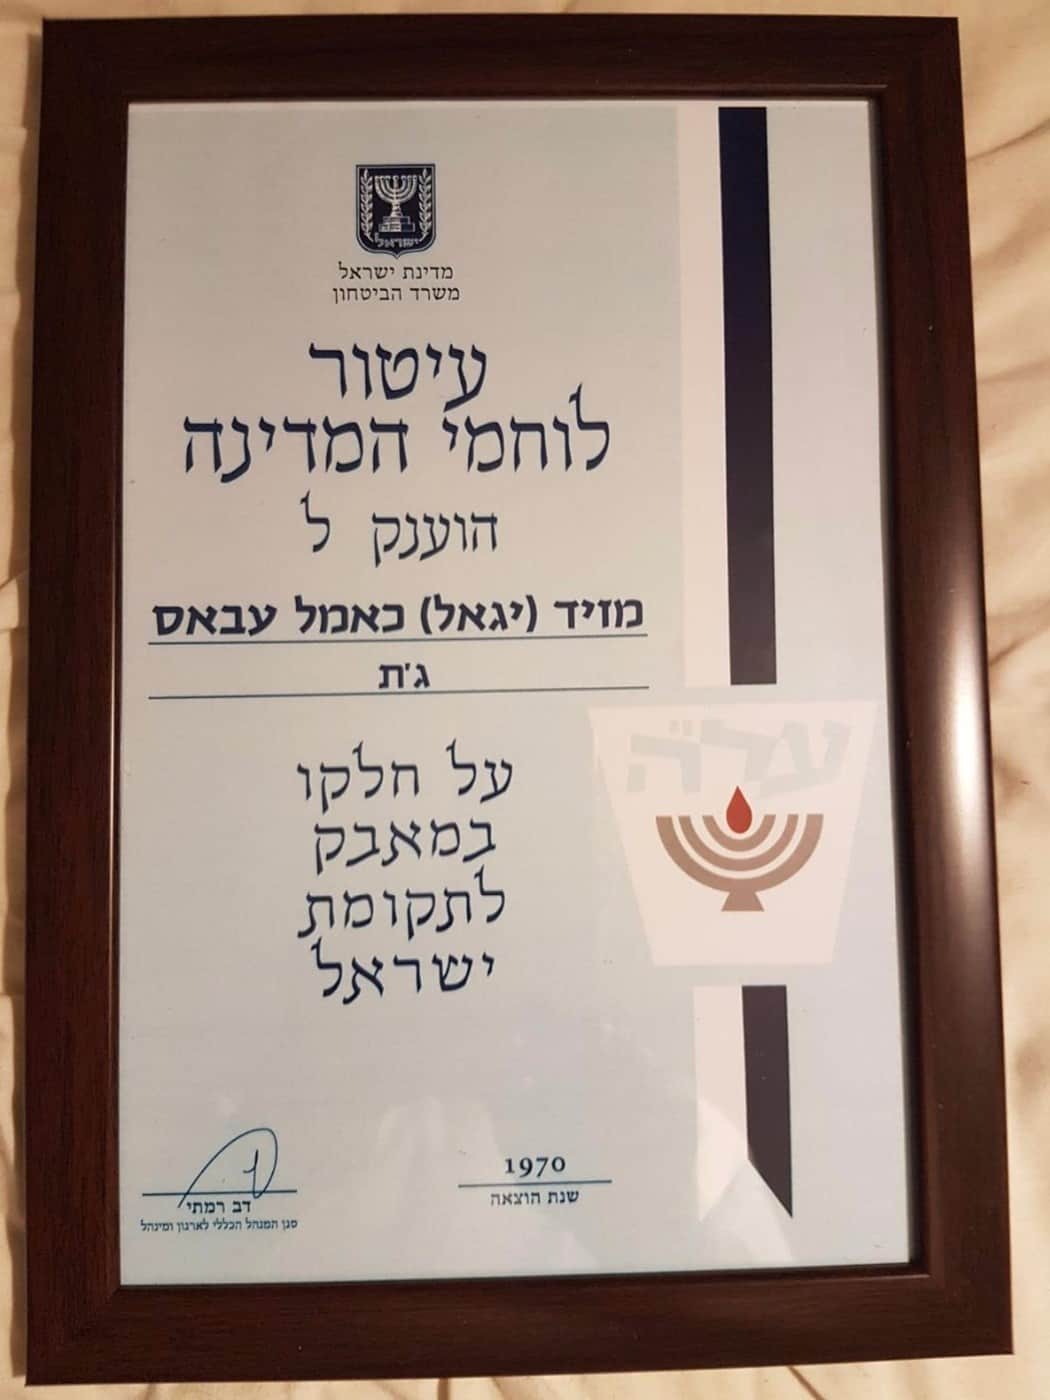 ישראל
מדינת ישראל
משרד הביטחון
עיטור
לוחמי המדינה
הוענק ל
מזיד (יגאל) כאמל עבאס
ג׳ת
על״ה
על חלקו
במאבק
לתקומת
ישראל
1970
שנת הוצאה
דב רמתי
סגן המנהל הכללי לארגון ומינהל